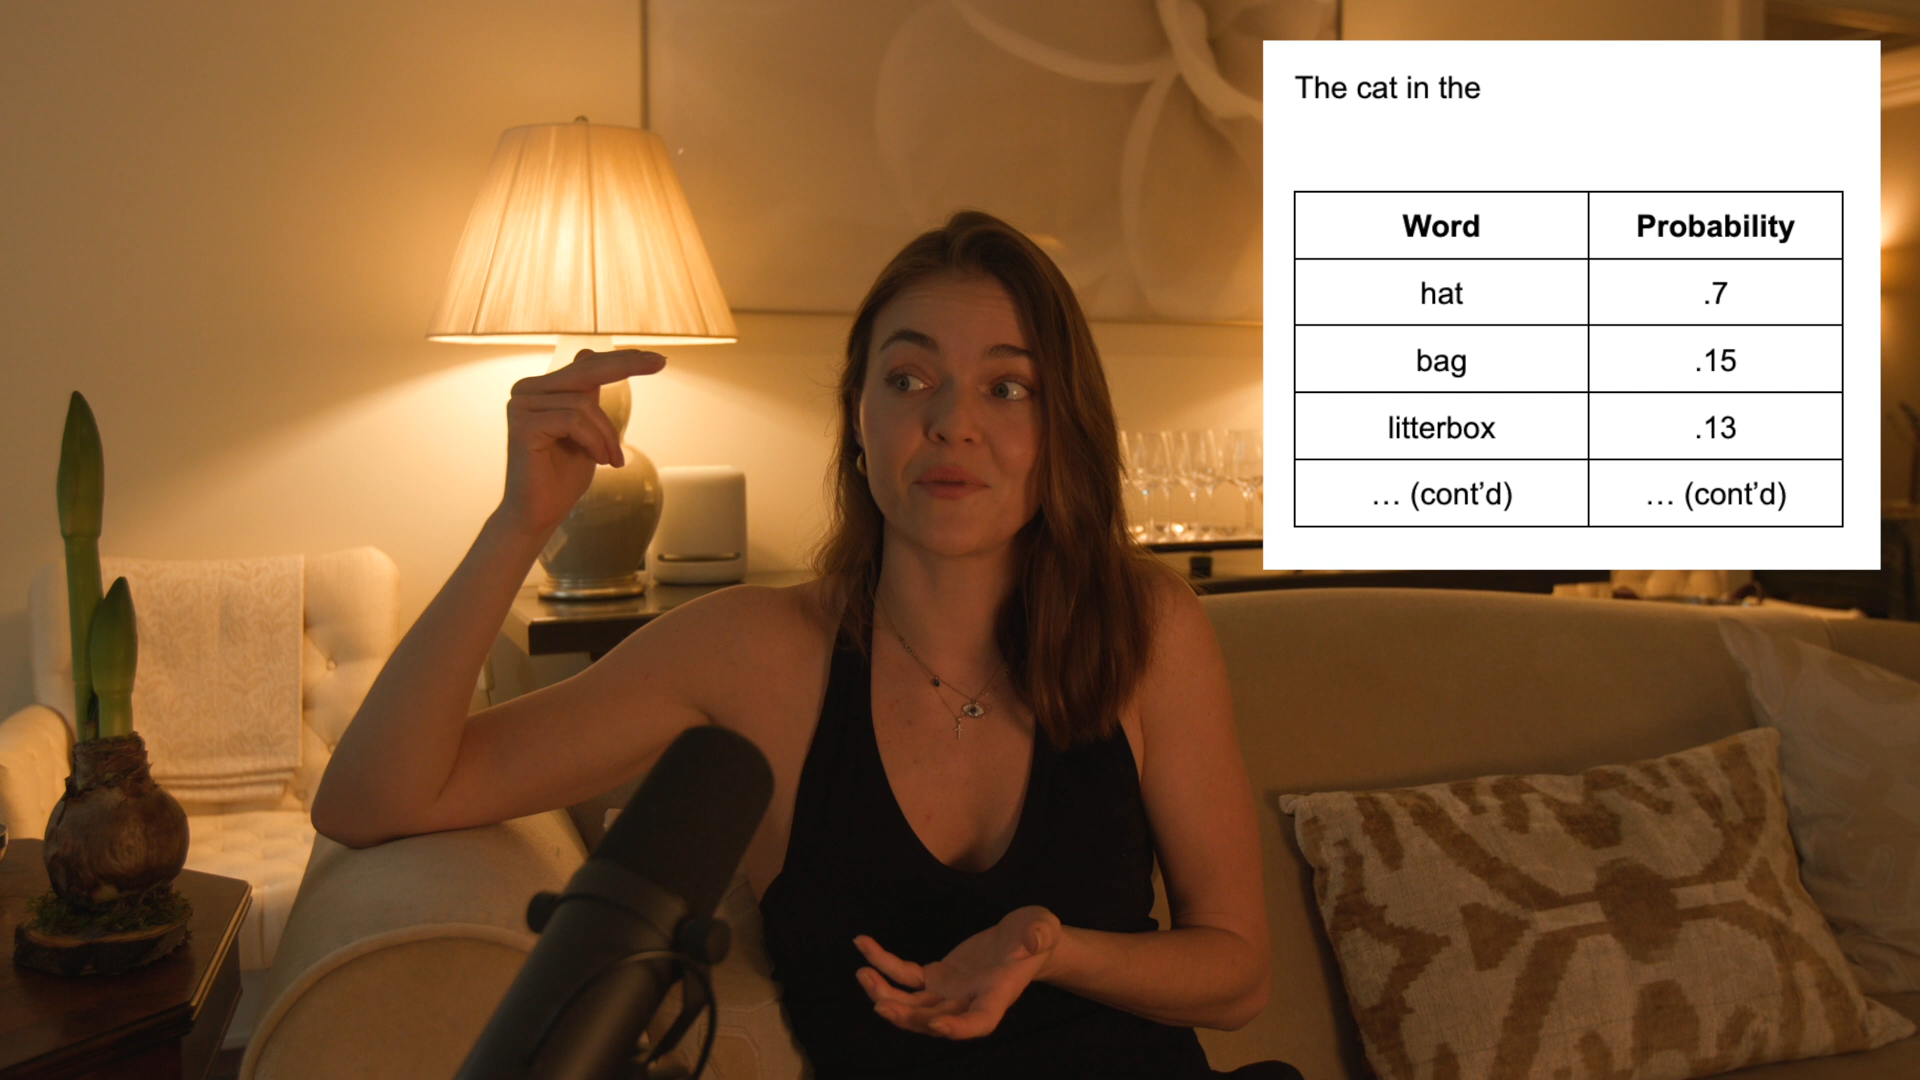 The cat in the
Word Probability
hat .7
bag .15
litterbox .13
… (cont’d) … (cont’d)